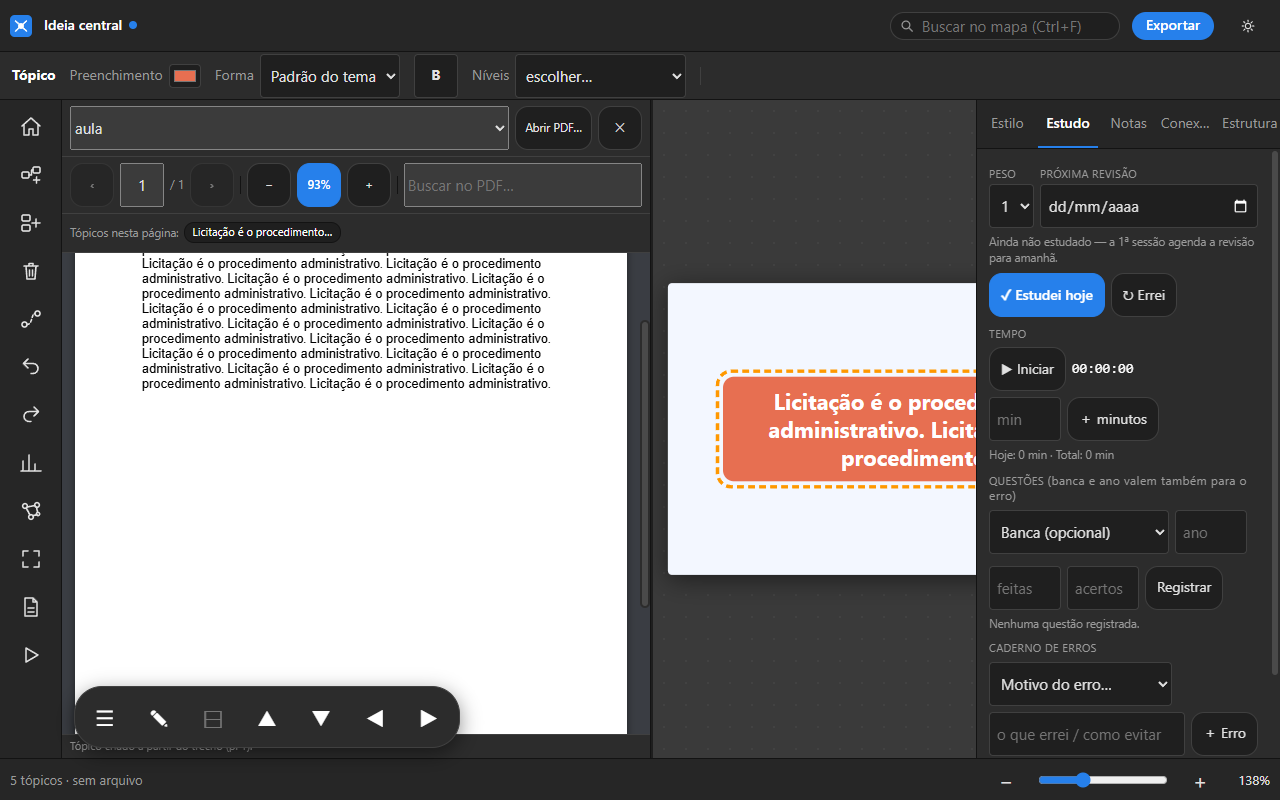 Ideia central
Buscar no mapa (Ctrl+F)
Exportar
Tópico Preenchimento Forma Padrão do tema B Níveis escolher...
aula
Abrir PDF... ×
‹ 1 / 1 › − 93% + Buscar no PDF...
Tópicos nesta página: Licitação é o procedimento...
Licitação é o procedimento administrativo. Licitação é o procedimento
administrativo. Licitação é o procedimento administrativo. Licitação é o
procedimento administrativo. Licitação é o procedimento administrativo.
Licitação é o procedimento administrativo. Licitação é o procedimento
administrativo. Licitação é o procedimento administrativo. Licitação é o
procedimento administrativo. Licitação é o procedimento administrativo.
Licitação é o procedimento administrativo. Licitação é o procedimento
administrativo. Licitação é o procedimento administrativo. Licitação é o
procedimento administrativo. Licitação é o procedimento administrativo.
Licitação é o proced
administrativo. Licita
procedimento
Estilo Estudo Notas Conex... Estrutura
PESO PRÓXIMA REVISÃO
1 dd/mm/aaaa
Ainda não estudado — a 1ª sessão agenda a revisão
para amanhã.
✓ Estudei hoje ↻ Errei
TEMPO
▶ Iniciar 00:00:00
min + minutos
Hoje: 0 min · Total: 0 min
QUESTÕES (banca e ano valem também para o
erro)
Banca (opcional) ano
feitas acertos Registrar
Nenhuma questão registrada.
CADERNO DE ERROS
Motivo do erro...
o que errei / como evitar + Erro
5 tópicos · sem arquivo
− + 138%